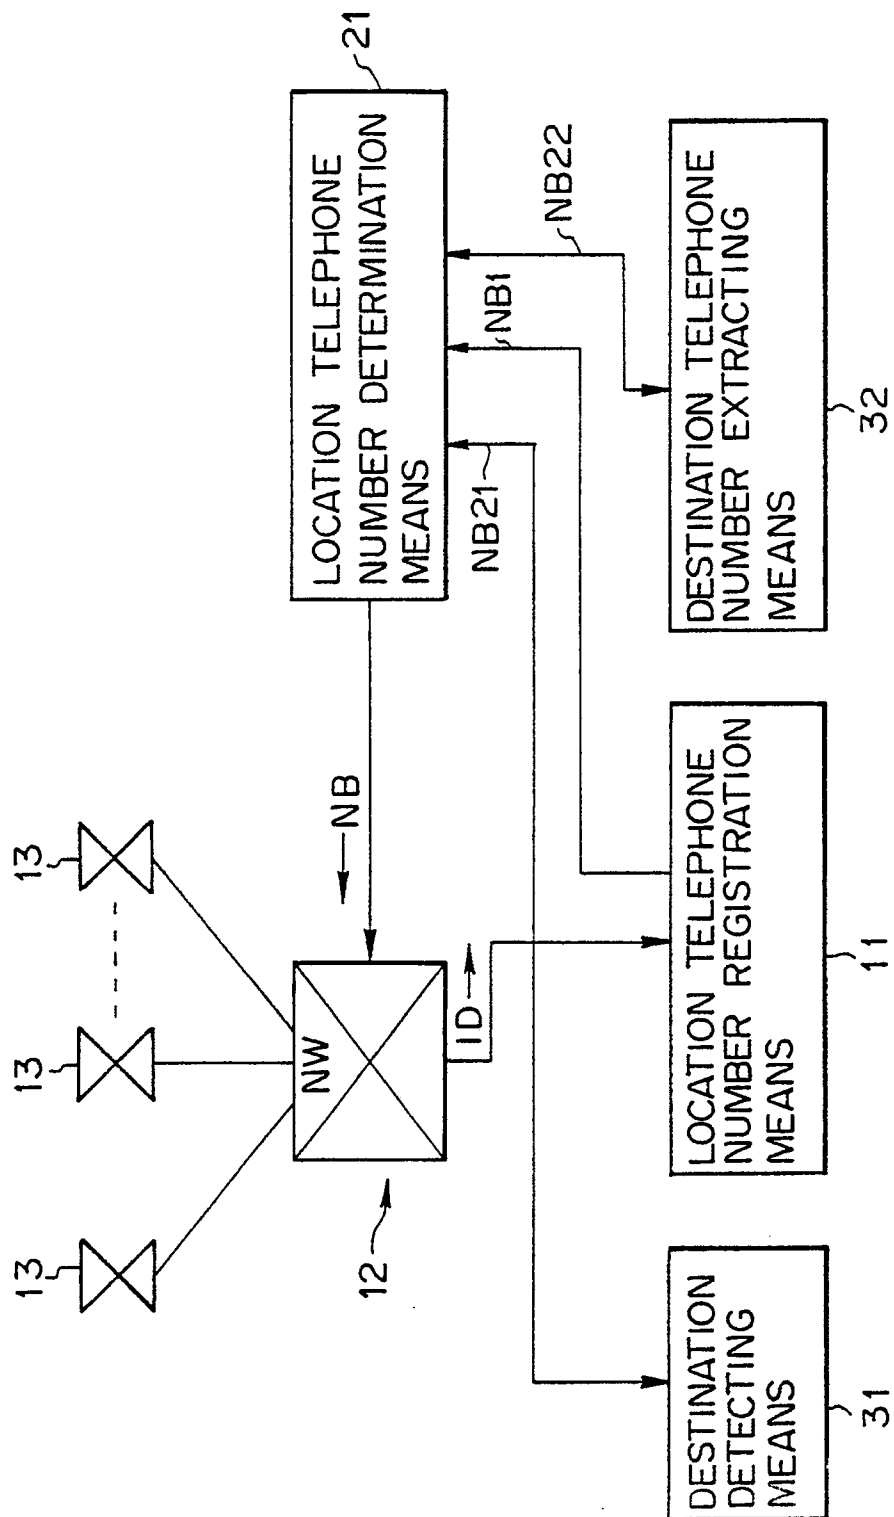 13
13
13
NW
12
NB
ID
LOCATION TELEPHONE
NUMBER DETERMINATION
MEANS
21
NB21
NB1
NB22
DESTINATION
DETECTING
MEANS
31
LOCATION TELEPHONE
NUMBER REGISTRATION
MEANS
11
DESTINATION TELEPHONE
NUMBER EXTRACTING
MEANS
32